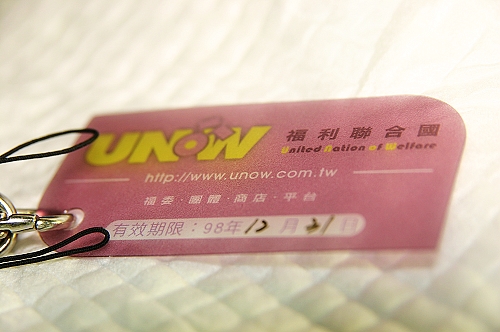 UNOW 福利聯合國
United Nation of Welfare
http://www.unow.com.tw
福委·團體·商店·平台
有效期限：98年12月31日